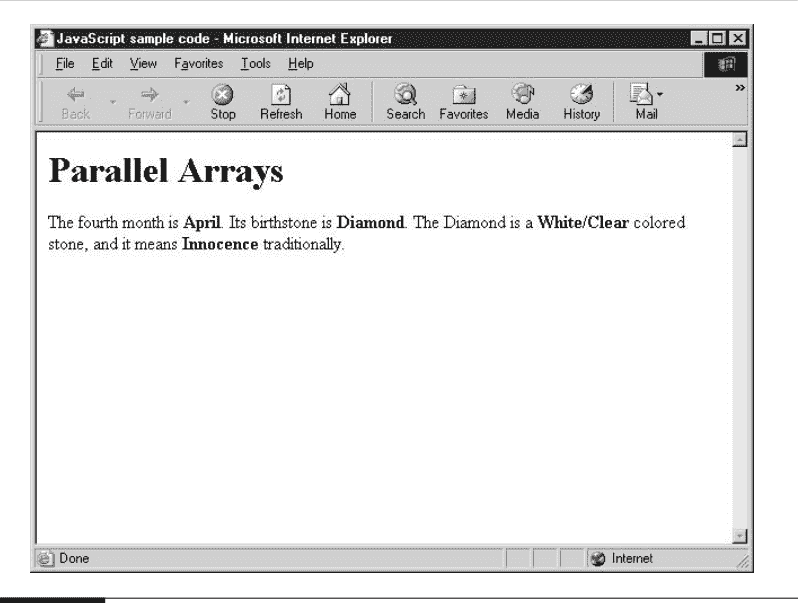 JavaScript sample code - Microsoft Internet Explorer
File Edit View Favorites Tools Help
Back Forward Stop Refresh Home Search Favorites Media History Mail »
Parallel Arrays
The fourth month is April. Its birthstone is Diamond. The Diamond is a White/Clear colored
stone, and it means Innocence traditionally.
Done Internet